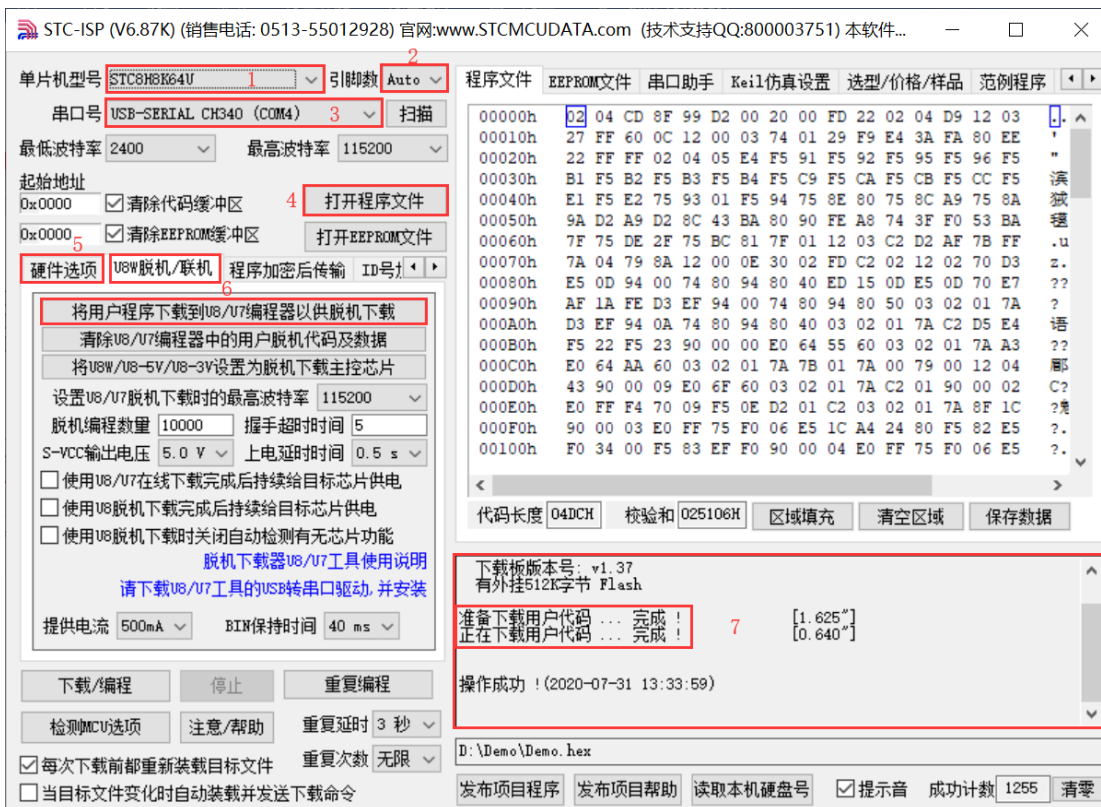 STC-ISP (V6.87K) (销售电话: 0513-55012928) 官网:www.STCMCUDATA.com (技术支持QQ:800003751) 本软件...
单片机型号 STC8H8K64U 1 引脚数 Auto 2
串口号 USB-SERIAL CH340 (COM4) 3 扫描
最低波特率 2400 最高波特率 115200
起始地址
0x0000 清除代码缓冲区 4 打开程序文件
0x0000 清除EEPROM缓冲区 打开EEPROM文件
5
硬件选项 U8W脱机/联机 程序加密后传输 ID号
6
将用户程序下载到U8/U7编程器以供脱机下载
清除U8/U7编程器中的用户脱机代码及数据
将U8W/U8-5V/U8-3V设置为脱机下载主控芯片
设置U8/U7脱机下载时的最高波特率 115200
脱机编程数量 10000 握手超时时间 5
S-VCC输出电压 5.0 V 上电延时时间 0.5 s
使用U8/U7在线下载完成后持续给目标芯片供电
使用U8脱机下载完成后持续给目标芯片供电
使用U8脱机下载时关闭自动检测有无芯片功能
脱机下载器U8/U7工具使用说明
请下载U8/U7工具的USB转串口驱动,并安装
提供电流 500mA BIN保持时间 40 ms
下载/编程 停止 重复编程
检测MCU选项 注意/帮助 重复延时 3 秒
每次下载前都重新装载目标文件 重复次数 无限
当目标文件变化时自动装载并发送下载命令
程序文件 EEPROM文件 串口助手 Keil仿真设置 选型/价格/样品 范例程序
00000h 02 04 CD 8F 99 D2 00 20 00 FD 22 02 04 D9 12 03 ..
00010h 27 FF 60 0C 12 00 03 74 01 29 F9 E4 3A FA 80 EE '
00020h 22 FF FF 02 04 05 E4 F5 91 F5 92 F5 95 F5 96 F5 "
00030h B1 F5 B2 F5 B3 F5 B4 F5 C9 F5 CA F5 CB F5 CC F5
00040h E1 F5 E2 75 93 01 F5 94 75 8E 80 75 8C A9 75 8A
00050h 9A D2 A9 D2 8C 43 BA 80 90 FE A8 74 3F F0 53 BA
00060h 7F 75 DE 2F 75 BC 81 7F 01 12 03 C2 D2 AF 7B FF .u
00070h 7A 04 79 8A 12 00 0E 30 02 FD C2 02 12 02 70 D3 z.
00080h E5 0D 94 00 74 80 94 80 40 ED 15 0D E5 0D 70 E7 ??
00090h AF 1A FE D3 EF 94 00 74 80 94 80 50 03 02 01 7A ?
000A0h D3 EF 94 0A 74 80 94 80 40 03 02 01 7A C2 D5 E4 语
000B0h F5 22 F5 23 90 00 00 E0 64 55 60 03 02 01 7A A3 ??
000C0h E0 64 AA 60 03 02 01 7A 7B 01 7A 00 79 00 12 04
000D0h 43 90 00 09 E0 6F 60 03 02 01 7A C2 01 90 00 02 C?
000E0h E0 FF F4 70 09 F5 0E D2 01 C2 03 02 01 7A 8F 1C
000F0h 90 00 03 E0 FF 75 F0 06 E5 1C A4 24 80 F5 82 E5 ?.
00100h F0 34 00 F5 83 EF F0 90 00 04 E0 FF 75 F0 06 E5 ?.
代码长度 04DCH 校验和 025106H 区域填充 清空区域 保存数据
下载板版本号: v1.37
有外挂512K字节 Flash
准备下载用户代码 ... 完成 ! [1.625"]
正在下载用户代码 ... 完成 ! [0.640"]
7
操作成功 !(2020-07-31 13:33:59)
D:\Demo\Demo.hex
发布项目程序 发布项目帮助 读取本机硬盘号 提示音 成功计数 1255 清零